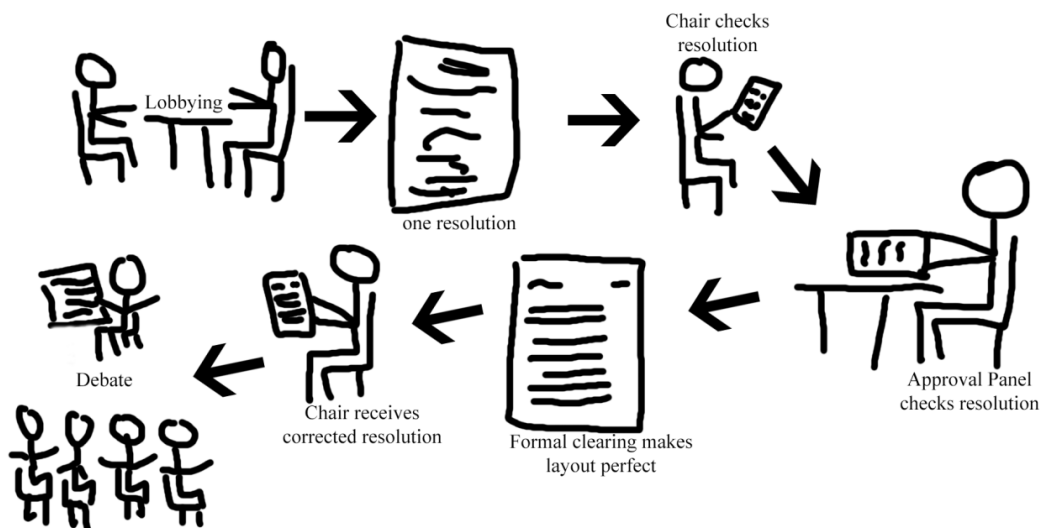 Lobbying
one resolution
Chair checks
resolution
Approval Panel
checks resolution
Formal clearing makes
layout perfect
Chair receives
corrected resolution
Debate